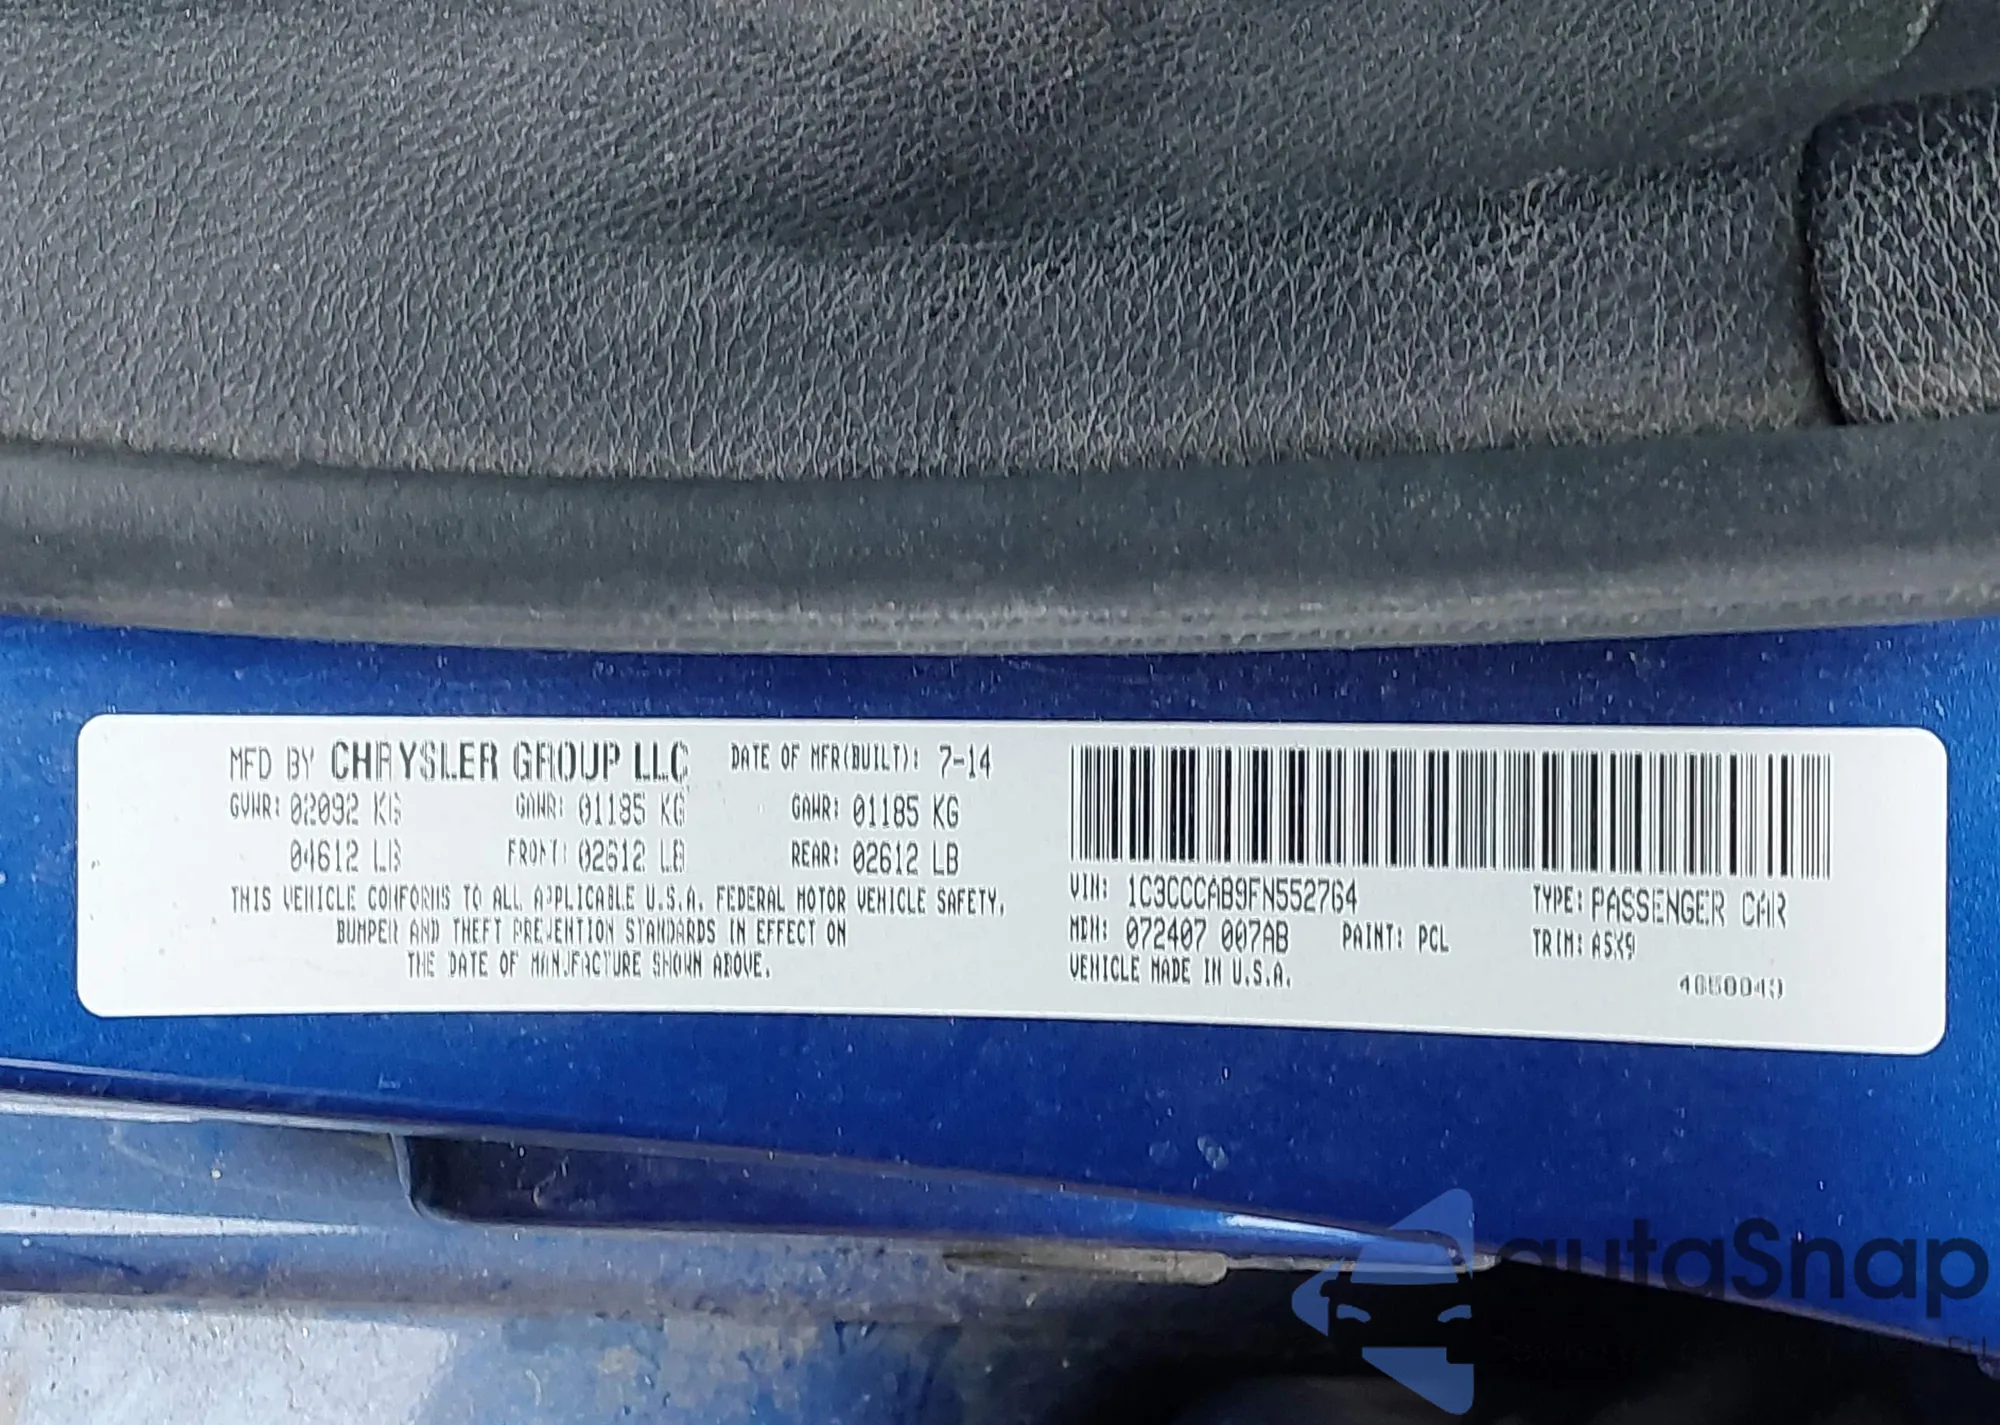 MFD BY CHRYSLER GROUP LLC DATE OF MFR(BUILT): 7-14
GVWR: 02092 KG GAWR: 01185 KG GAWR: 01185 KG
04612 LB FRONT: 02612 LB REAR: 02612 LB
THIS VEHICLE CONFORMS TO ALL APPLICABLE U.S.A. FEDERAL MOTOR VEHICLE SAFETY,
BUMPER AND THEFT PREVENTION STANDARDS IN EFFECT ON
THE DATE OF MANUFACTURE SHOWN ABOVE.
VIN: 1C3CCCAB9FN552764 TYPE: PASSENGER CAR
MDH: 072407 007AB PAINT: PCL TRIM: A5X9
VEHICLE MADE IN U.S.A.
autaSnap